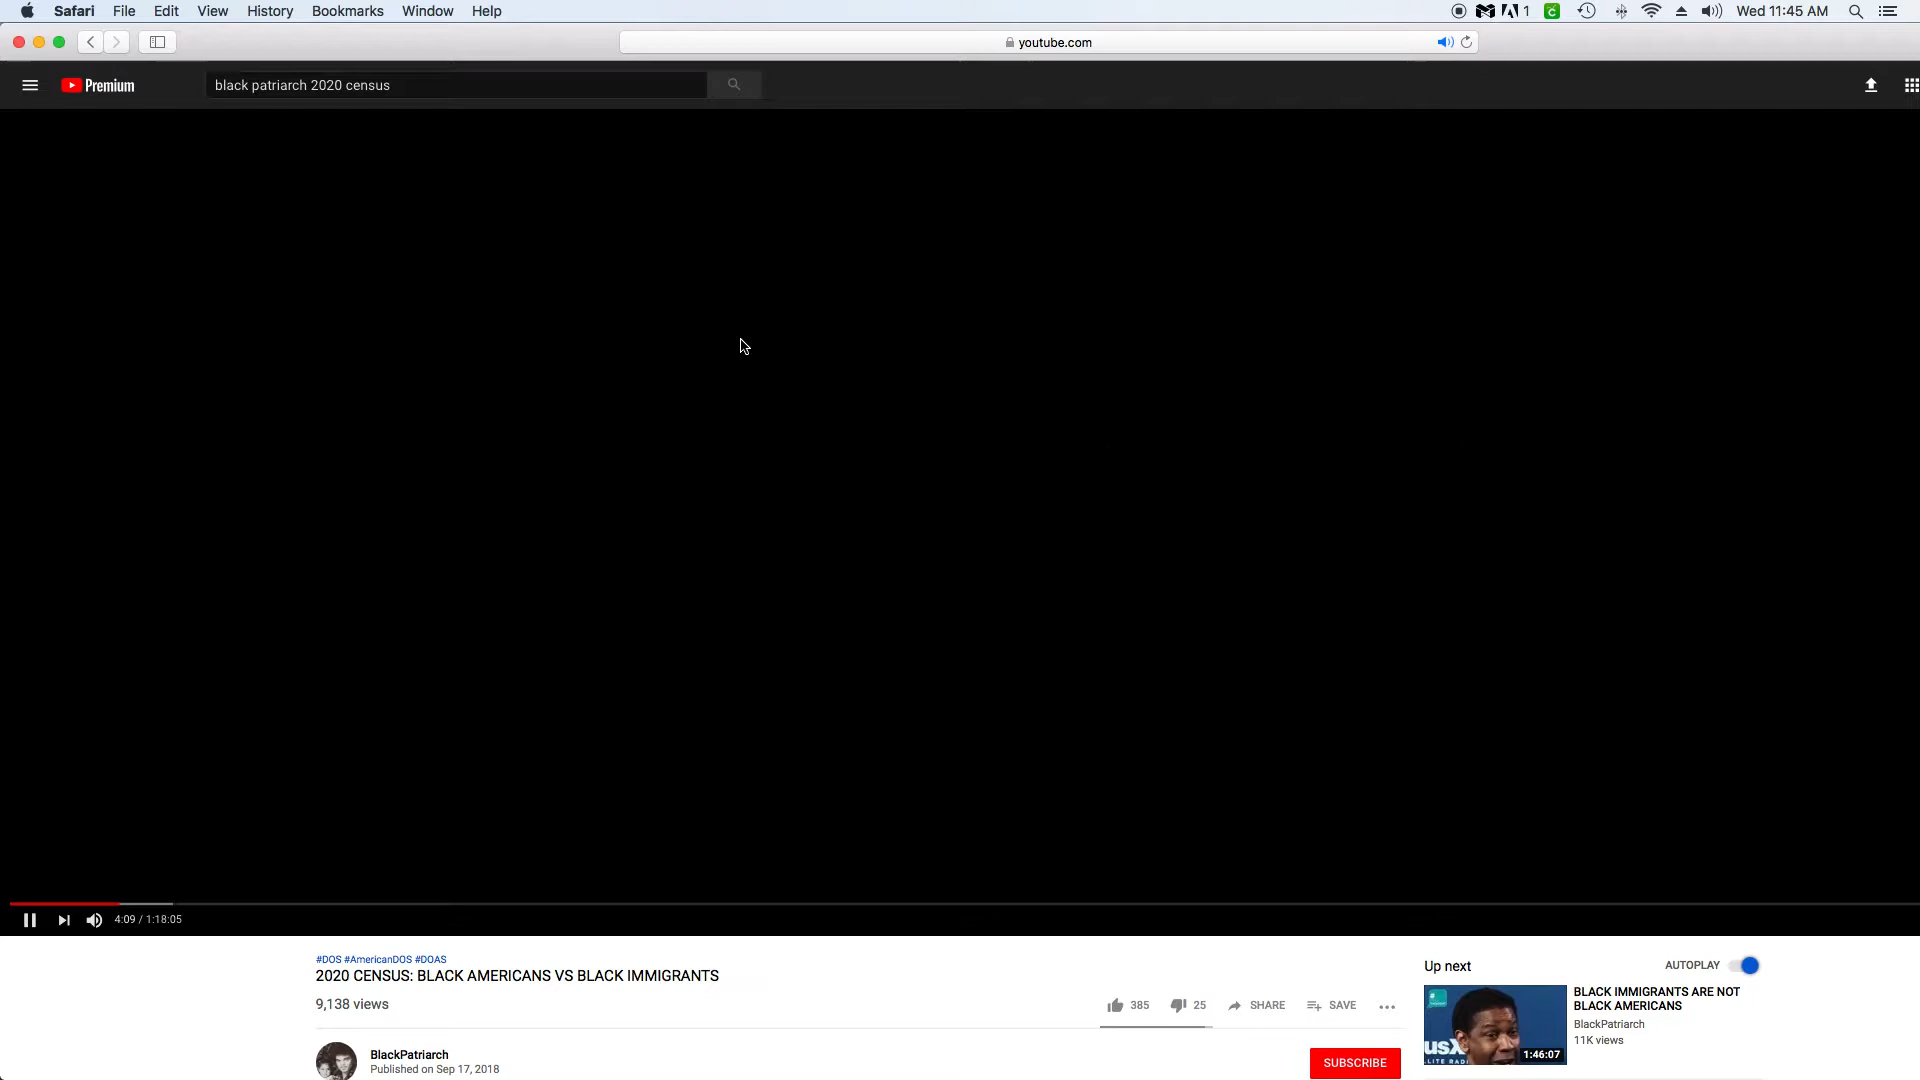 Safari File Edit View History Bookmarks Window Help
1 Wed 11:45 AM
youtube.com
Premium
black patriarch 2020 census
4:09 / 1:18:05
#DOS #AmericanDOS #DOAS
2020 CENSUS: BLACK AMERICANS VS BLACK IMMIGRANTS
9,138 views
385 25 SHARE SAVE
BlackPatriarch
Published on Sep 17, 2018
SUBSCRIBE
Up next
AUTOPLAY
BLACK IMMIGRANTS ARE NOT
BLACK AMERICANS
BlackPatriarch
11K views
1:46:07